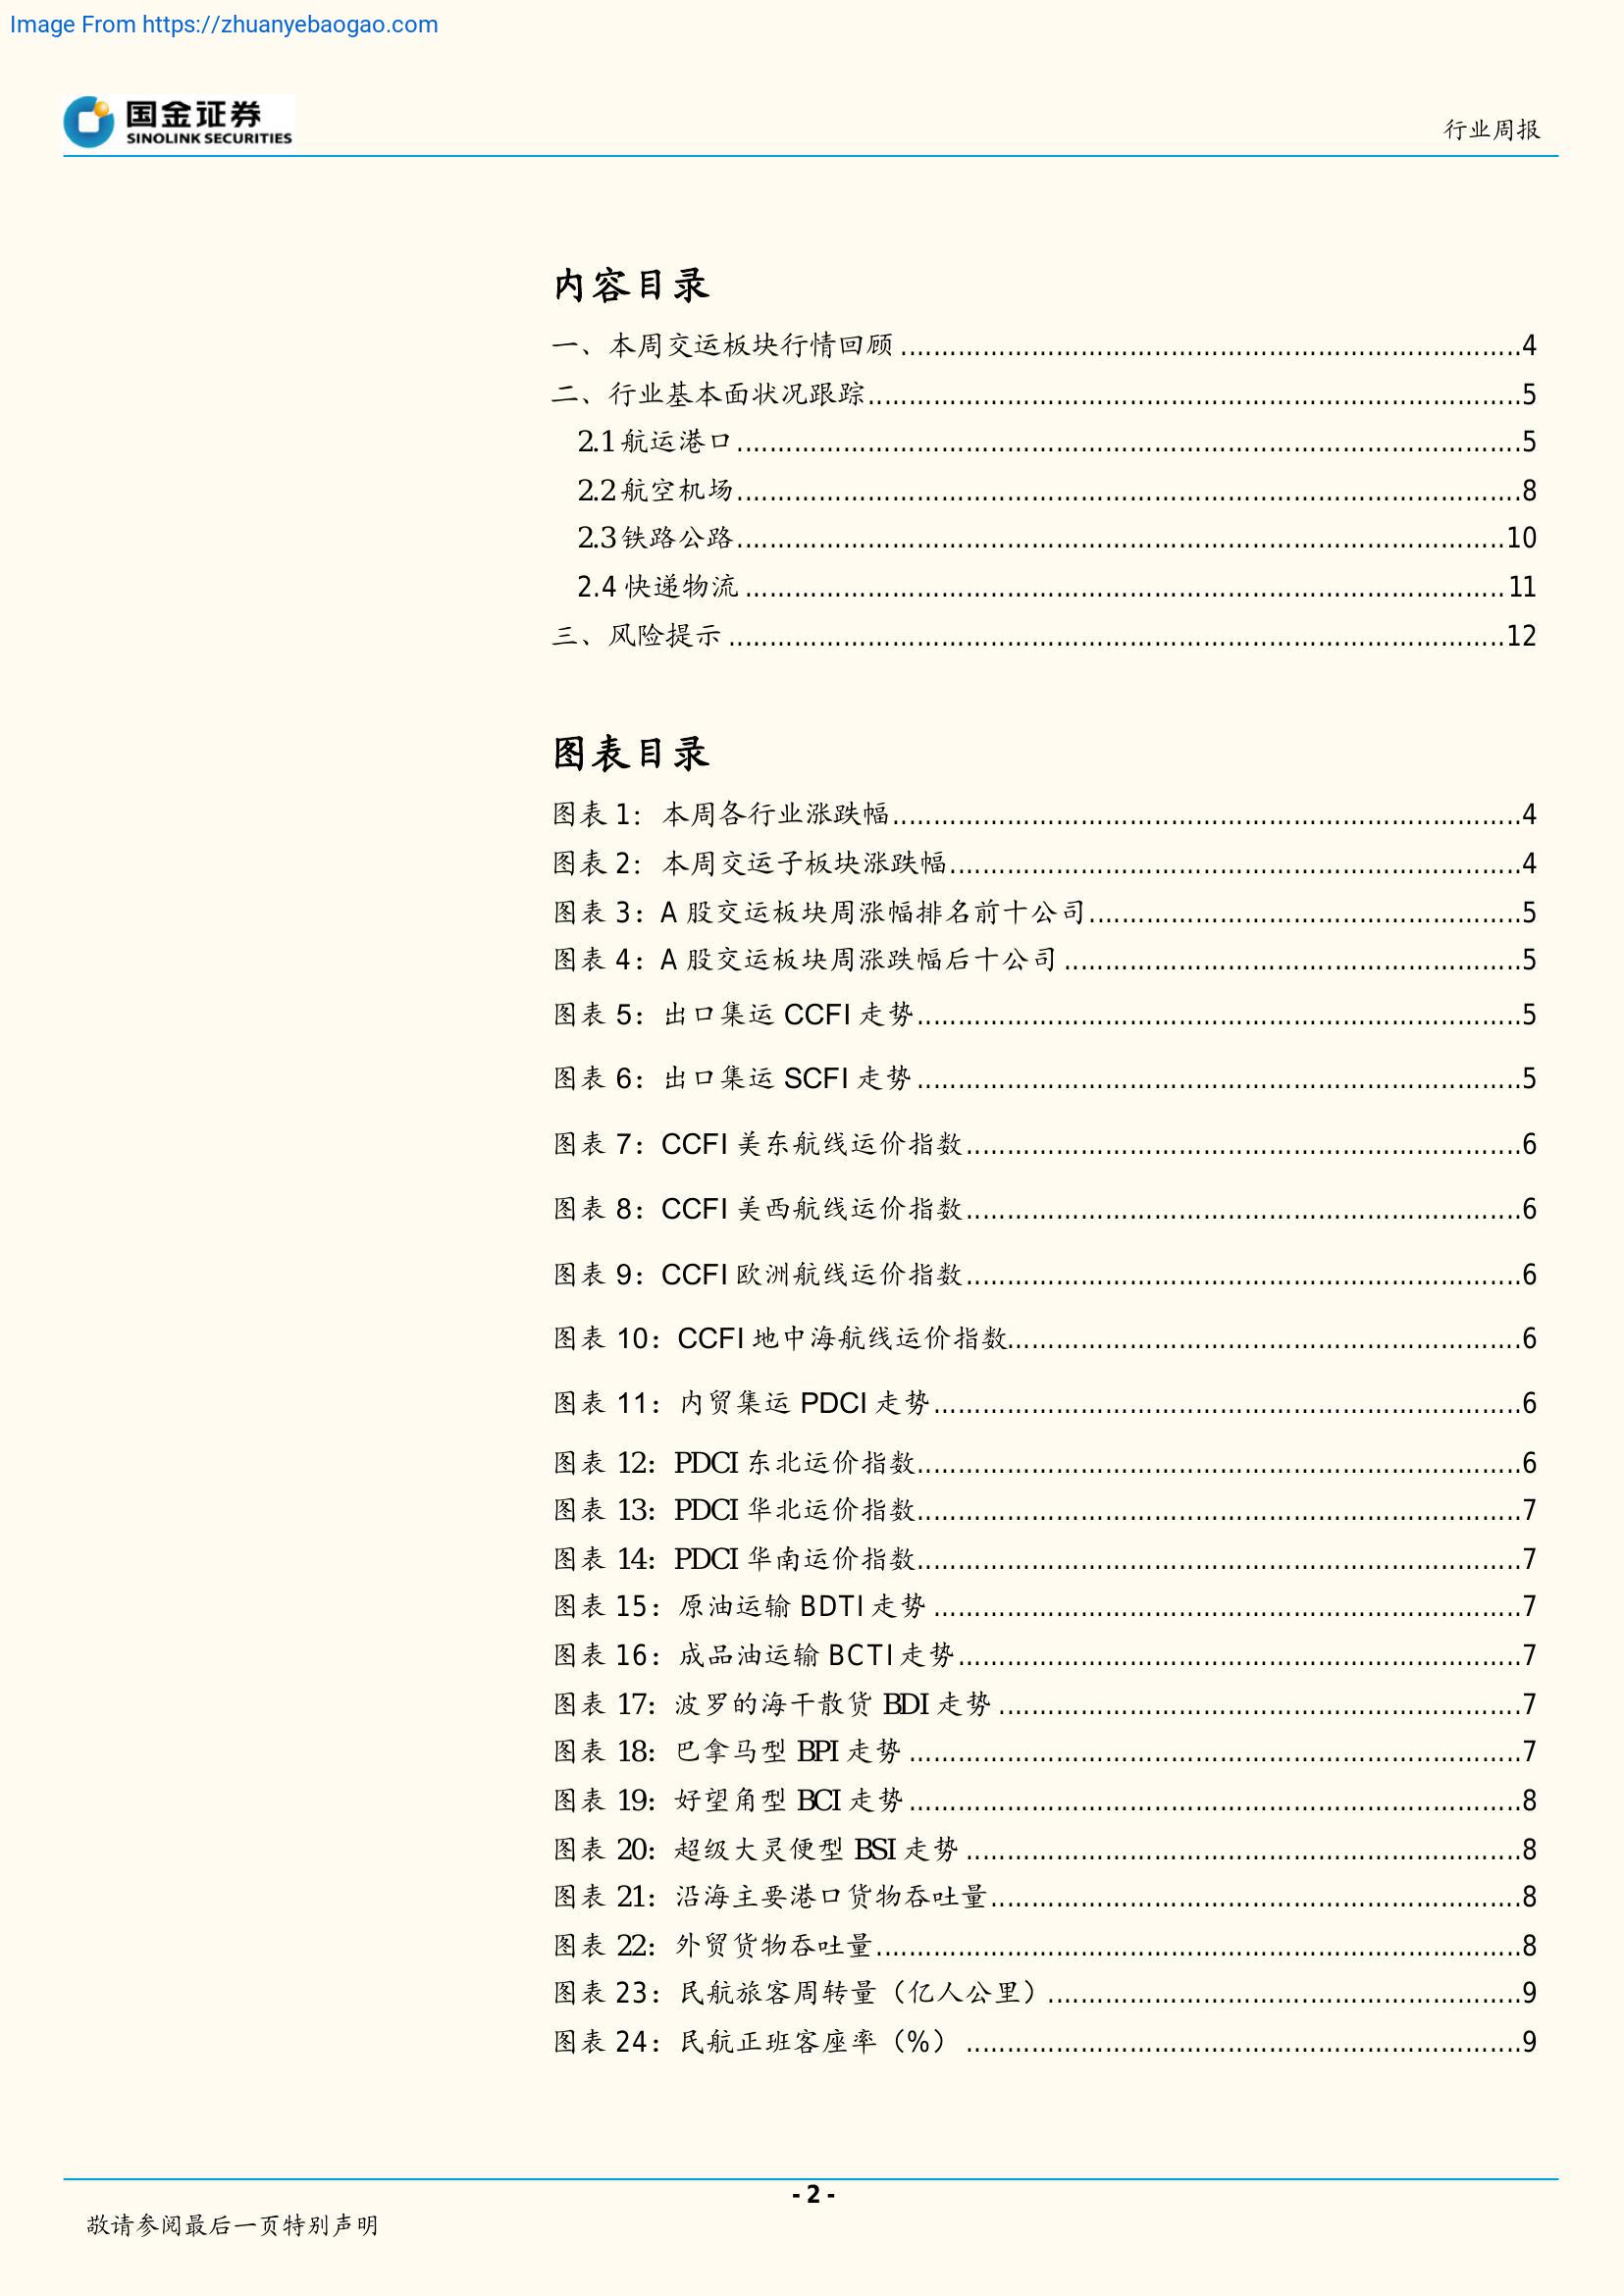 Image From https://zhuanyebaogao.com
国金证券
SINOLINK SECURITIES
行业周报
内容目录
一、本周交运板块行情回顾........................................4
二、行业基本面状况跟踪........................................5
2.1航运港口........................................5
2.2航空机场........................................8
2.3铁路公路........................................10
2.4 快递物流........................................11
三、风险提示........................................12
图表目录
图表 1：本周各行业涨跌幅........................................4
图表 2：本周交运子板块涨跌幅........................................4
图表 3：A 股交运板块周涨幅排名前十公司........................................5
图表 4：A 股交运板块周涨跌幅后十公司........................................5
图表 5：出口集运 CCFI 走势........................................5
图表 6：出口集运 SCFI 走势........................................5
图表 7：CCFI 美东航线运价指数........................................6
图表 8：CCFI 美西航线运价指数........................................6
图表 9：CCFI 欧洲航线运价指数........................................6
图表 10：CCFI 地中海航线运价指数........................................6
图表 11：内贸集运 PDCI 走势........................................6
图表 12：PDCI 东北运价指数........................................6
图表 13：PDCI 华北运价指数........................................7
图表 14：PDCI 华南运价指数........................................7
图表 15：原油运输 BDTI 走势........................................7
图表 16：成品油运输 BCTI 走势........................................7
图表 17：波罗的海干散货 BDI 走势........................................7
图表 18：巴拿马型 BPI 走势........................................7
图表 19：好望角型 BCI 走势........................................8
图表 20：超级大灵便型 BSI 走势........................................8
图表 21：沿海主要港口货物吞吐量........................................8
图表 22：外贸货物吞吐量........................................8
图表 23：民航旅客周转量（亿人公里）........................................9
图表 24：民航正班客座率（%）........................................9
- 2 -
敬请参阅最后一页特别声明